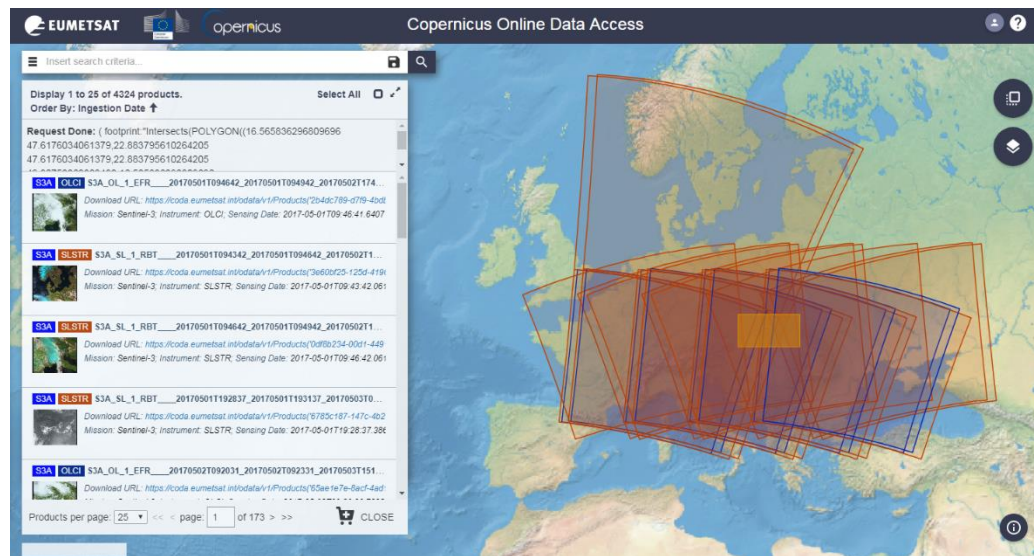 EUMETSAT
opernicus
Copernicus Online Data Access
Insert search criteria...
Display 1 to 25 of 4324 products.
Select All
Order By: Ingestion Date
Request Done: ( footprint:"Intersects(POLYGON((16.565836296809696
47.6176034061379,22.883795610264205
47.6176034061379,22.883795610264205
S3A OLCI S3A_OL_1_EFR____20170501T094642_20170501T094942_20170502T174...
Download URL: https://coda.eumetsat.int/odata/v1/Products('2b4dc789-d7f9-4bdb
Mission: Sentinel-3; Instrument: OLCI; Sensing Date: 2017-05-01T09:46:41.6407
S3A SLSTR S3A_SL_1_RBT____20170501T094342_20170501T094642_20170502T1...
Download URL: https://coda.eumetsat.int/odata/v1/Products('3e60bf25-125d-419c
Mission: Sentinel-3; Instrument: SLSTR; Sensing Date: 2017-05-01T09:43:42.061
S3A SLSTR S3A_SL_1_RBT____20170501T094642_20170501T094942_20170502T1...
Download URL: https://coda.eumetsat.int/odata/v1/Products('0df6b234-00d1-449
Mission: Sentinel-3; Instrument: SLSTR; Sensing Date: 2017-05-01T09:46:42.061
S3A SLSTR S3A_SL_1_RBT____20170501T192837_20170501T193137_20170503T0...
Download URL: https://coda.eumetsat.int/odata/v1/Products('6785c187-147c-4b2
Mission: Sentinel-3; Instrument: SLSTR; Sensing Date: 2017-05-01T19:28:37.386
S3A OLCI S3A_OL_1_EFR____20170502T092031_20170502T092331_20170503T151...
Download URL: https://coda.eumetsat.int/odata/v1/Products('65ae1e7e-8acf-4ad
Products per page: 25 << < page: 1 of 173 > >>
CLOSE